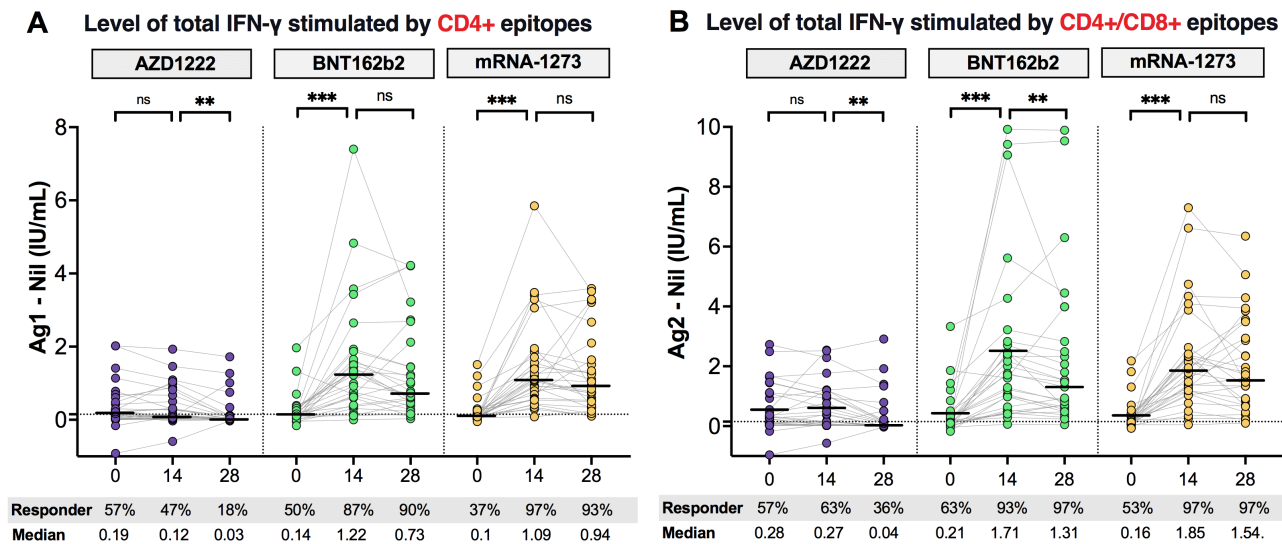 A Level of total IFN-γ stimulated by CD4+ epitopes
AZD1222 BNT162b2 mRNA-1273
ns ** *** ns *** ns
Ag1 - Nil (IU/mL)
8
6
4
2
0
0 14 28 0 14 28 0 14 28
Responder 57% 47% 18% 50% 87% 90% 37% 97% 93%
Median 0.19 0.12 0.03 0.14 1.22 0.73 0.1 1.09 0.94
B Level of total IFN-γ stimulated by CD4+/CD8+ epitopes
AZD1222 BNT162b2 mRNA-1273
ns ** *** ** *** ns
Ag2 - Nil (IU/mL)
10
8
6
4
2
0
0 14 28 0 14 28 0 14 28
Responder 57% 63% 36% 63% 93% 97% 53% 97% 97%
Median 0.28 0.27 0.04 0.21 1.71 1.31 0.16 1.85 1.54.